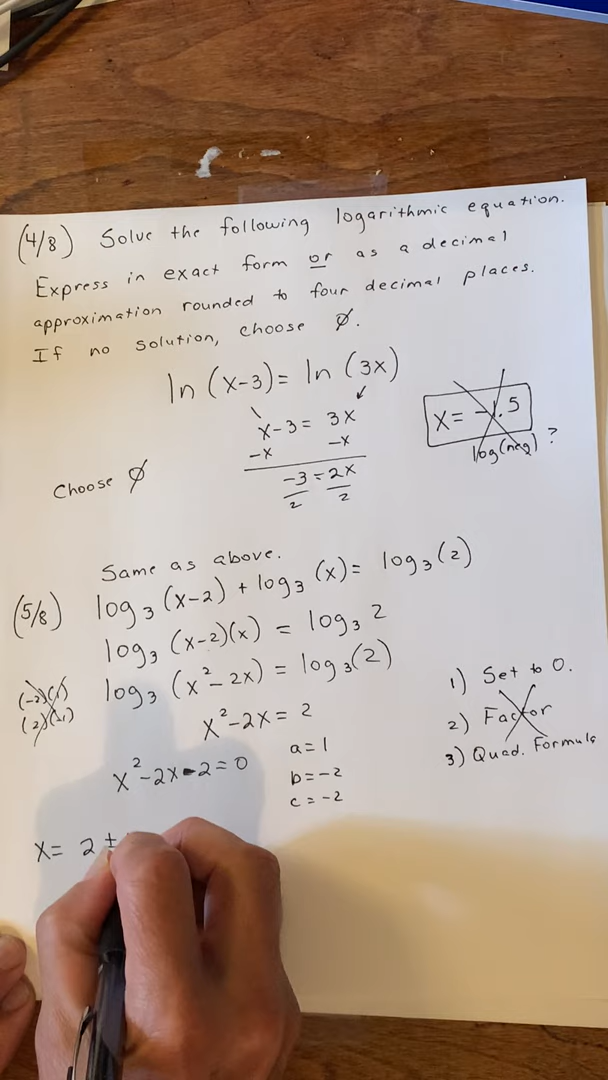 (4/8) Solve the following logarithmic equation.
Express in exact form or as a decimal
approximation rounded to four decimal places.
If no solution, choose ∅.
ln (x-3) = ln (3x)
x-3 = 3x
-x -x
-3 = 2x
2 2
x = -1.5
log(neg) ?
Choose ∅
Same as above.
(5/8) log₃ (x-2) + log₃ (x) = log₃ (2)
log₃ (x-2)(x) = log₃ 2
log₃ (x²-2x) = log₃(2)
(-2)(1)
(2)(-1)
x²-2x = 2
x²-2x-2=0
a=1
b=-2
c=-2
1) Set to 0.
2) Factor
3) Quad. Formula
x= 2 ±